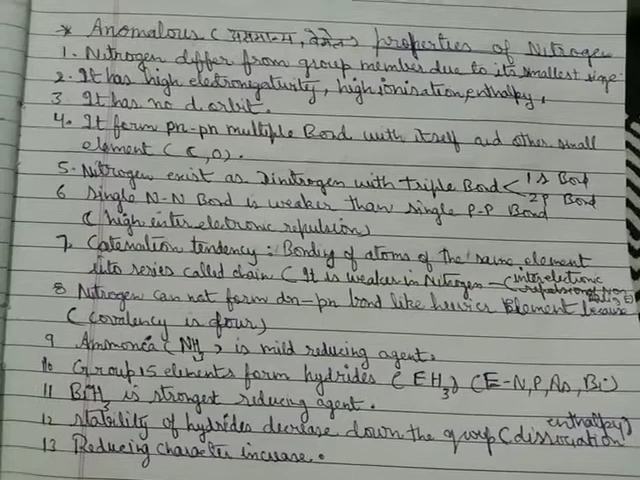 * Anomalous (असामान्य, बेमेल) properties of Nitrogen
1. Nitrogen differ from group member due to its smallest size.
2. It has high electronegativity, high ionisation, enthalpy,
3 It has no d orbit.
4. It form pπ-pπ multiple Bond with itself and other small
element (C, O).
5. Nitrogen exist as Dinitrogen with triple Bond < 1 s Bond
2 p Bond
6 Single N-N Bond is weaker than single P-P Bond
(high inter electronic repulsion)
7. Catenation tendency: Bonding of atoms of the same element
into series called chain (It is weaker in Nitrogen - (interelectronic
repulsion of non
8 Nitrogen can not form dπ-pπ bond like heavier Element because
(covalency is four)
9 Ammonia (NH3) is mild reducing agent.
10 Group 15 elements form hydrides (EH3) (E-N, P, As, Bi)
11 BiH3 is strongest reducing agent.
12 Stability of hydrides decrease down the group (dissociation enthalpy)
13 Reducing character increase.